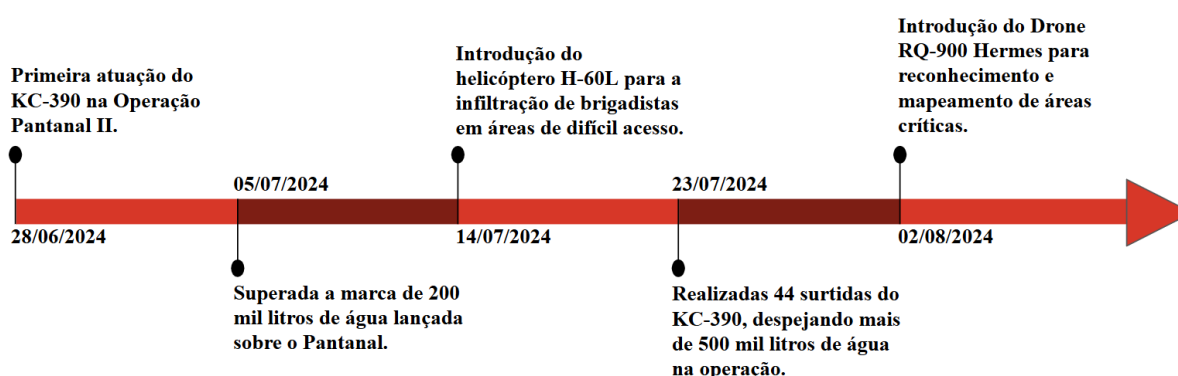 Primeira atuação do
KC-390 na Operação
Pantanal II.
28/06/2024
05/07/2024
Superada a marca de 200
mil litros de água lançada
sobre o Pantanal.
Introdução do
helicóptero H-60L para a
infiltração de brigadistas
em áreas de difícil acesso.
14/07/2024
23/07/2024
Realizadas 44 surtidas do
KC-390, despejando mais
de 500 mil litros de água
na operação.
Introdução do Drone
RQ-900 Hermes para
reconhecimento e
mapeamento de áreas
críticas.
02/08/2024